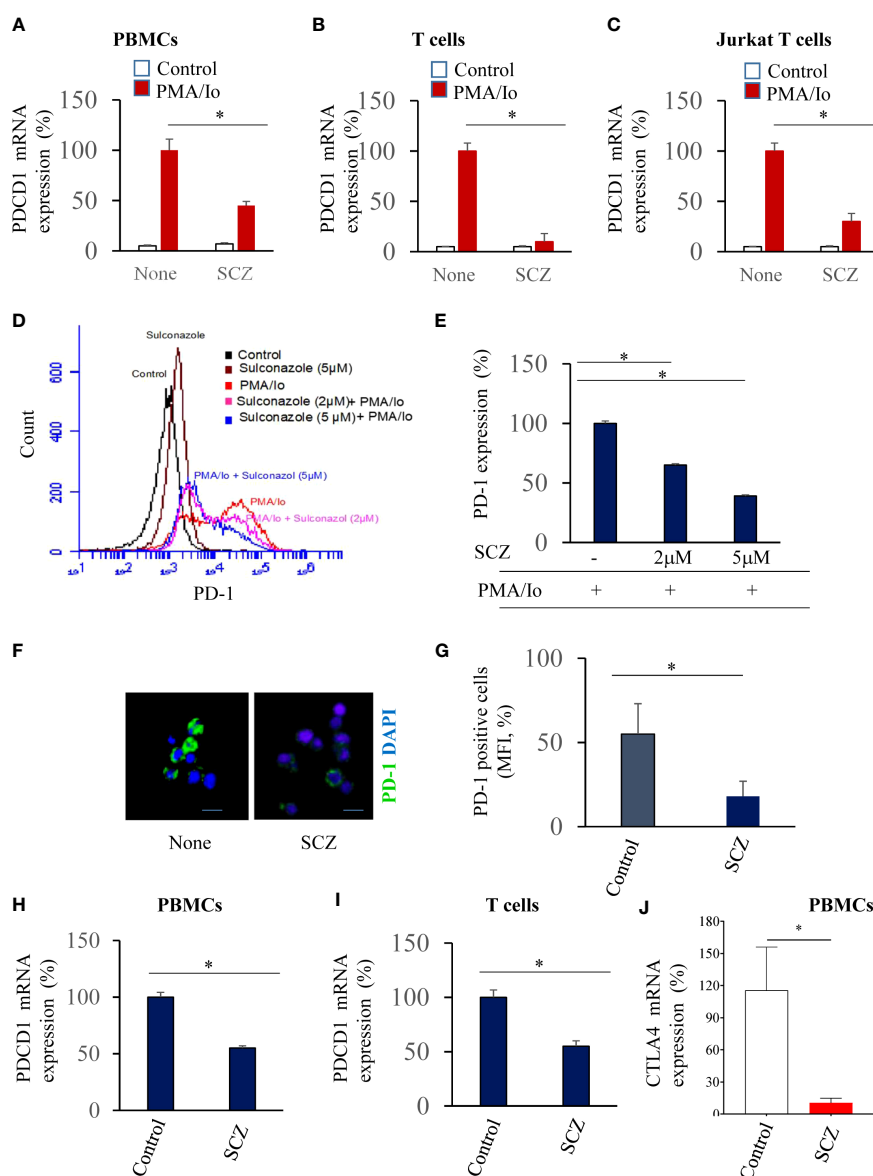 A
PBMCs
Control
PMA/Io
PDCD1 mRNA
expression (%)
150
100
50
0
*
None
SCZ
B
T cells
Control
PMA/Io
PDCD1 mRNA
expression (%)
150
100
50
0
*
None
SCZ
C
Jurkat T cells
Control
PMA/Io
PDCD1 mRNA
expression (%)
150
100
50
0
*
None
SCZ
D
Sulconazole
Control
Control
Sulconazole (5μM)
PMA/Io
Sulconazole (2μM)+ PMA/Io
Sulconazole (5 μM)+ PMA/Io
PMA/Io + Sulconazol (5μM)
PMA/Io
PMA/Io + Sulconazol (2μM)
Count
600
400
200
0
PD-1
E
PD-1 expression (%)
150
100
50
0
*
*
SCZ - 2μM 5μM
PMA/Io + + +
F
PD-1 DAPI
None
SCZ
G
PD-1 positive cells
(MFI, %)
100
50
0
*
Control
SCZ
H
PBMCs
PDCD1 mRNA
expression (%)
150
100
50
0
*
Control
SCZ
I
T cells
PDCD1 mRNA
expression (%)
150
100
50
0
*
Control
SCZ
J
PBMCs
CTLA4 mRNA
expression (%)
180
150
120
90
60
30
0
*
Control
SCZ